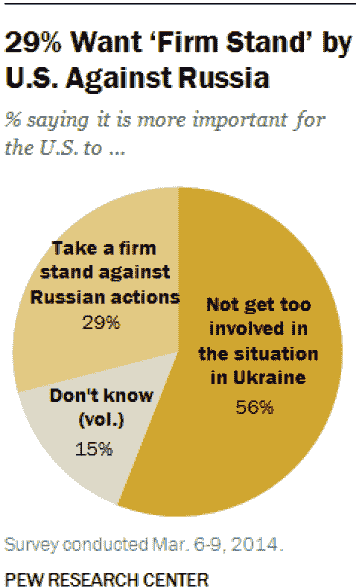 29% Want ‘Firm Stand’ by
U.S. Against Russia
% saying it is more important for
the U.S. to ...
Take a firm
stand against
Russian actions
29%
Not get too
involved in
the situation
in Ukraine
56%
Don't know
(vol.)
15%
Survey conducted Mar. 6-9, 2014.
PEW RESEARCH CENTER